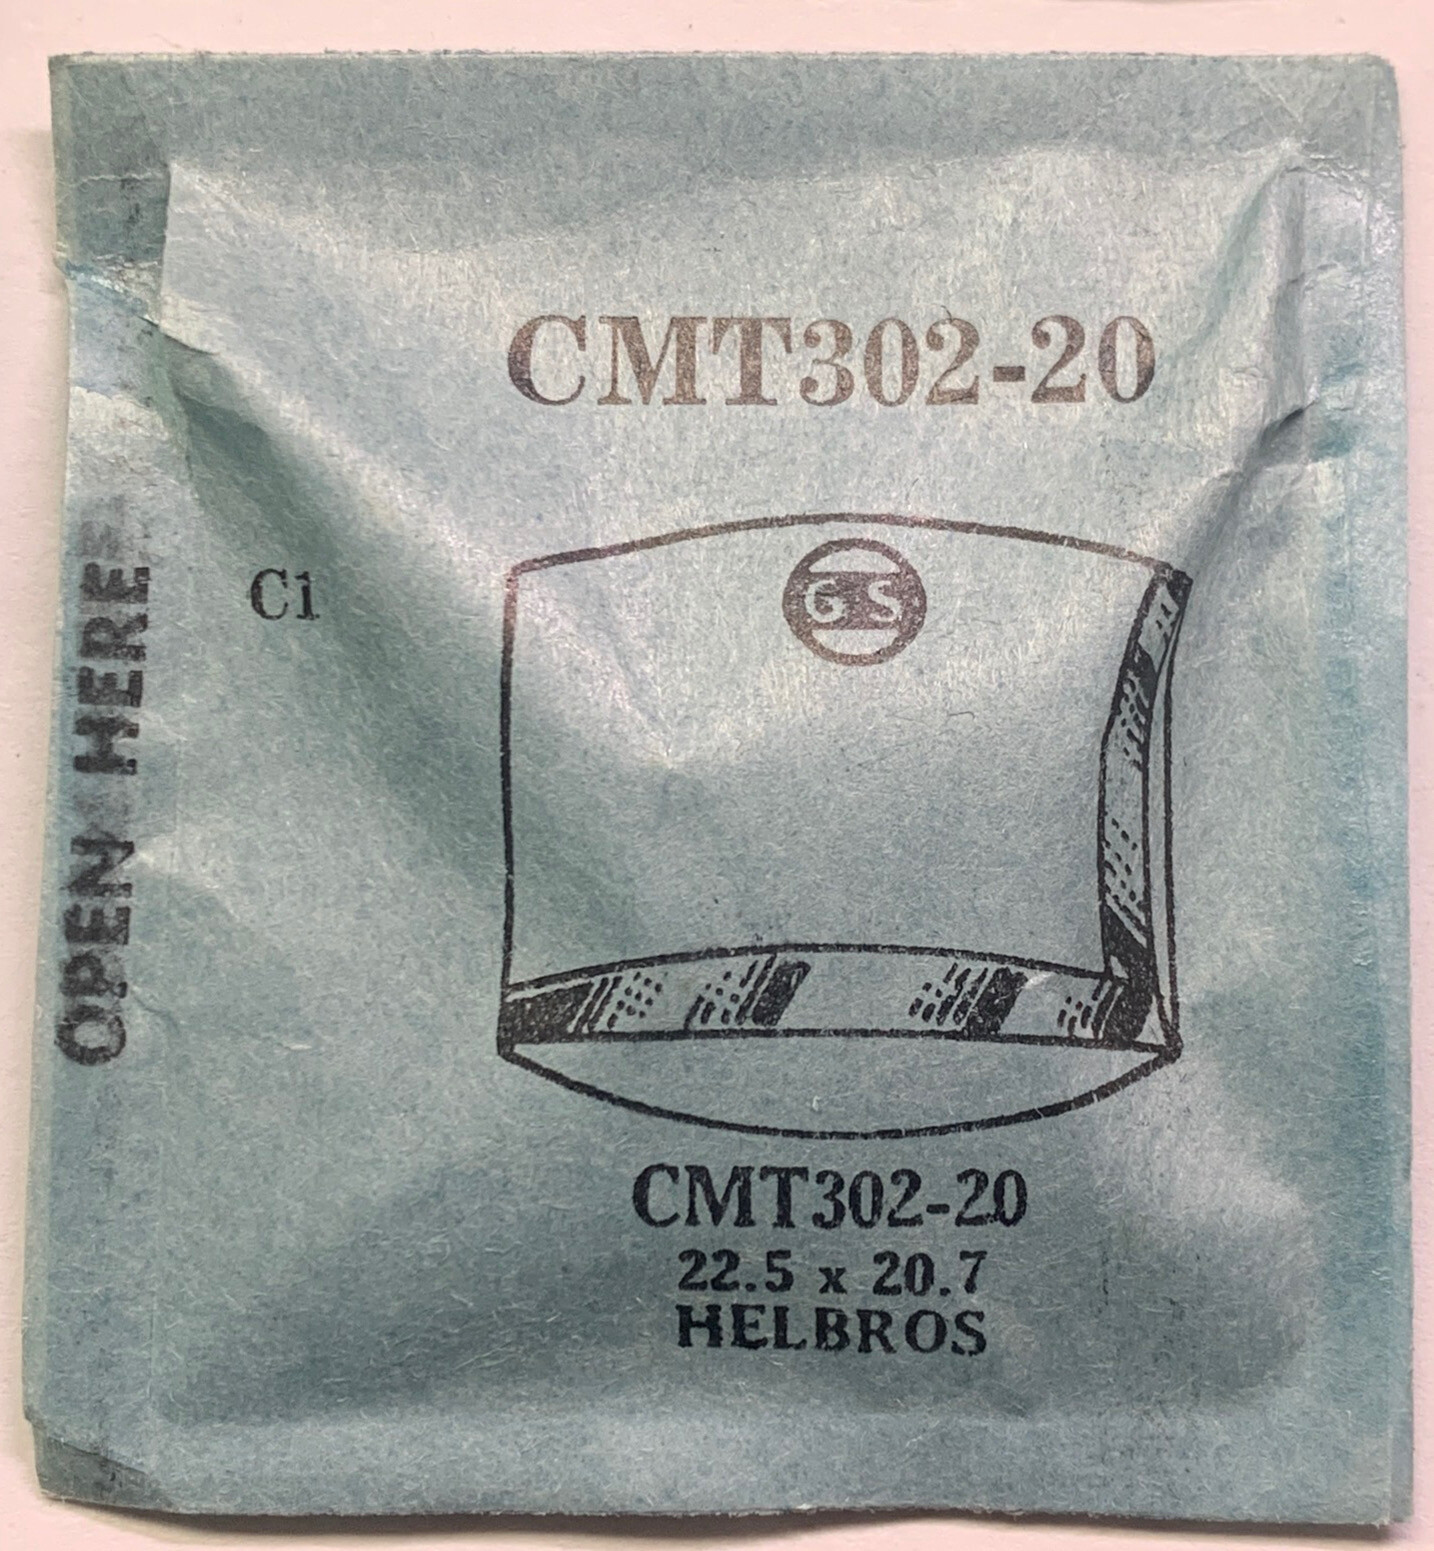 CMT302-20
GS
C1
OPEN HERE
CMT302-20
22.5 x 20.7
HELBROS